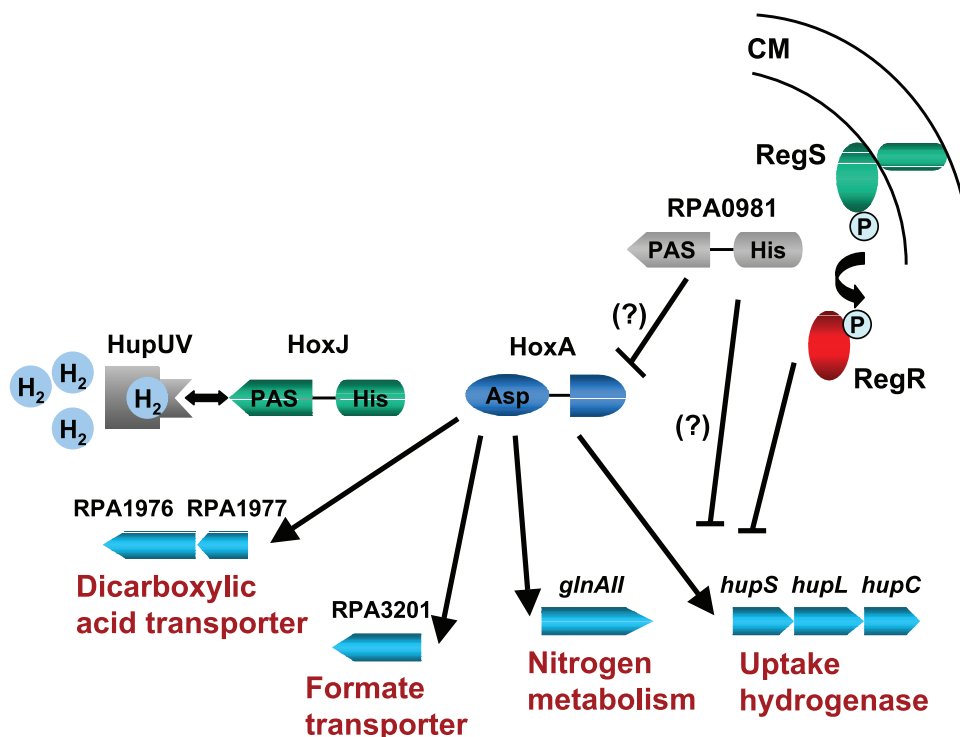 CM
RegS
P
RPA0981
PAS His
(?)
P
RegR
HupUV HoxJ HoxA
H2
H2
H2
H2
PAS His
Asp
(?)
RPA1976 RPA1977
Dicarboxylic
acid transporter
RPA3201
Formate
transporter
glnAII
Nitrogen
metabolism
hupS hupL hupC
Uptake
hydrogenase